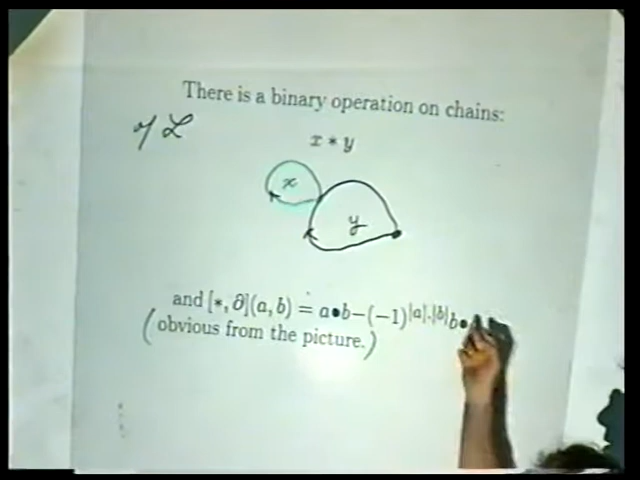 There is a binary operation on chains:
of ℒ
x * y
x
y
and [*, ∂](a, b) = a•b−(−1)^{|a|·|b|}b•
(obvious from the picture.)